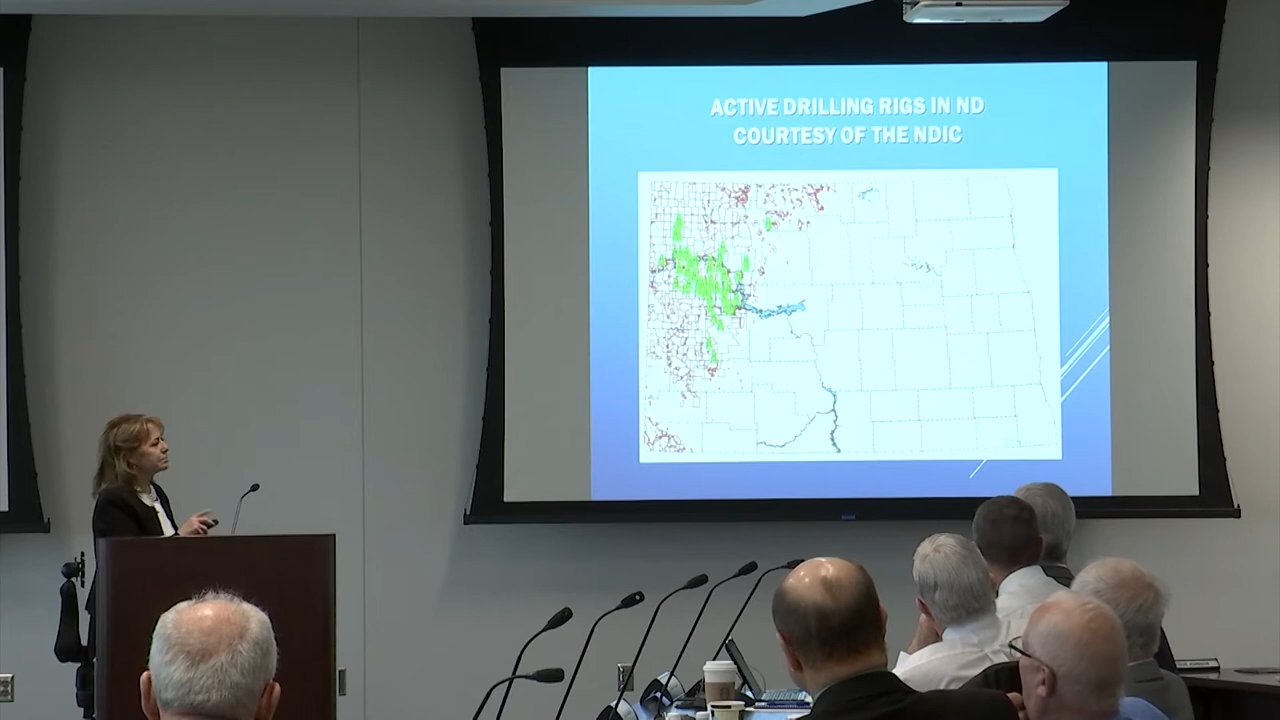 ACTIVE DRILLING RIGS IN ND
COURTESY OF THE NDIC